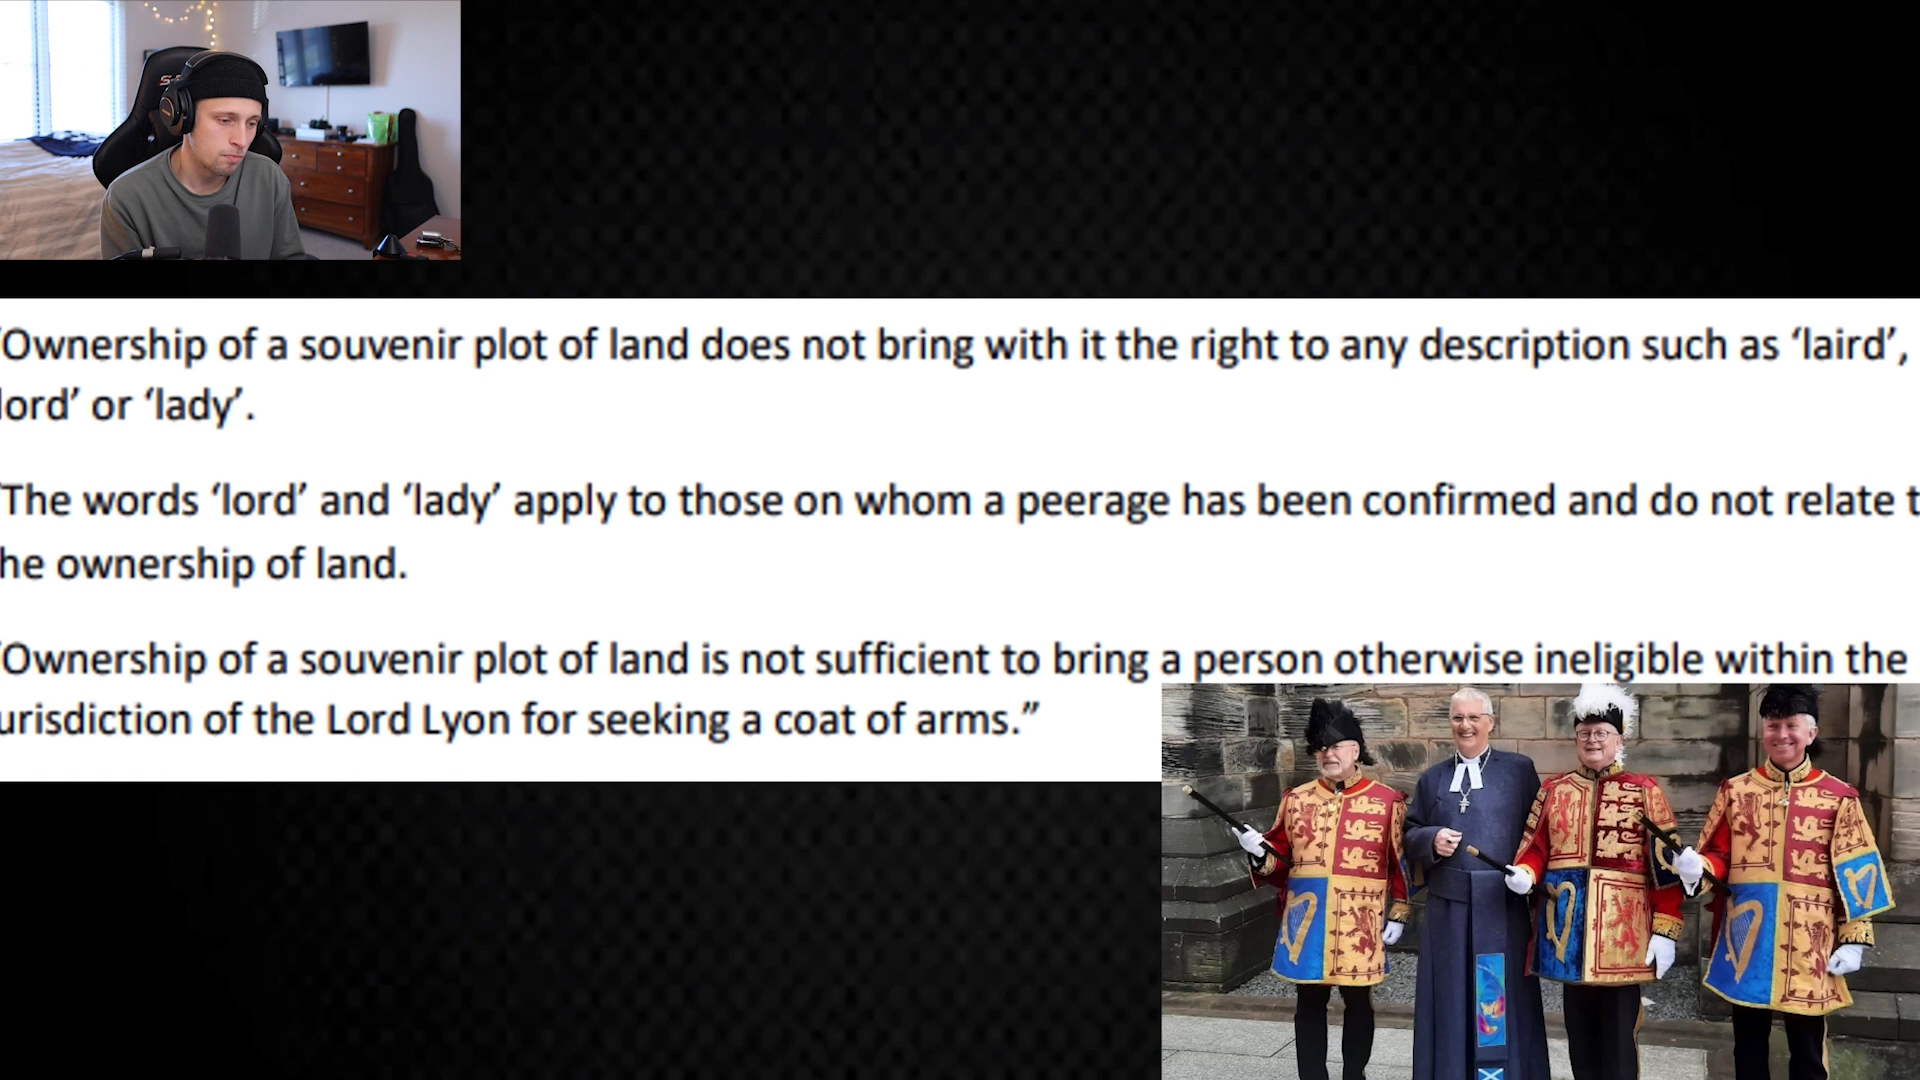 Ownership of a souvenir plot of land does not bring with it the right to any description such as ‘laird’,
lord’ or ‘lady’.
The words ‘lord’ and ‘lady’ apply to those on whom a peerage has been confirmed and do not relate t
he ownership of land.
Ownership of a souvenir plot of land is not sufficient to bring a person otherwise ineligible within the
urisdiction of the Lord Lyon for seeking a coat of arms.”